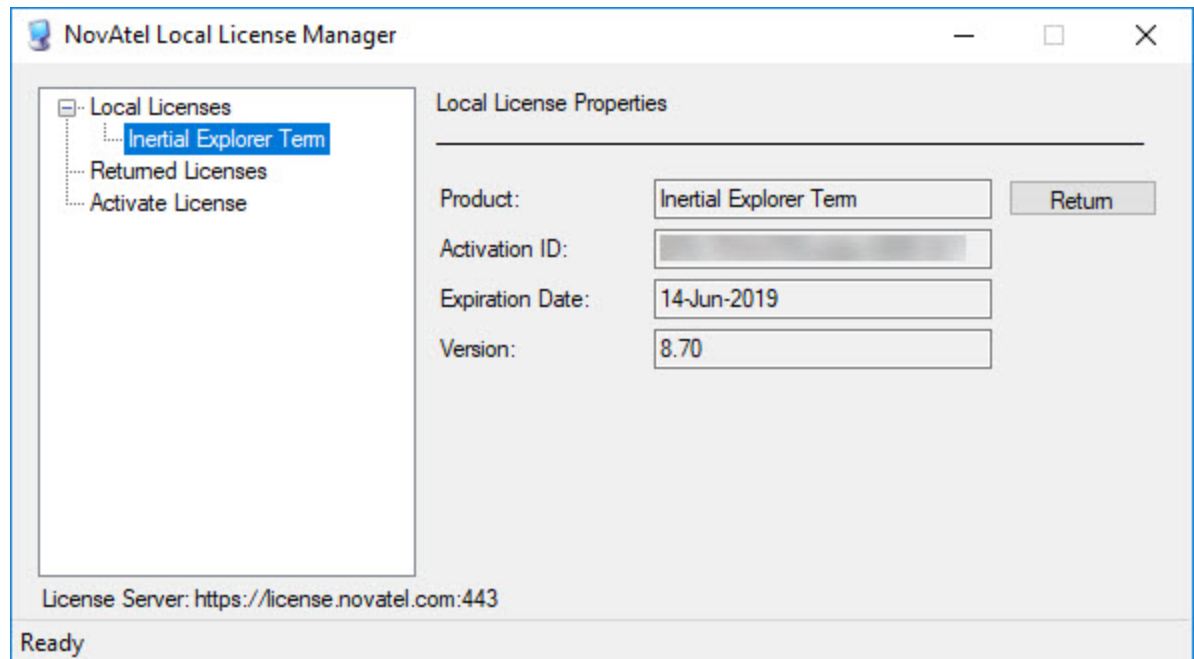 NovAtel Local License Manager
Local Licenses
Inertial Explorer Term
Returned Licenses
Activate License
Local License Properties
Product: Inertial Explorer Term Return
Activation ID:
Expiration Date: 14-Jun-2019
Version: 8.70
License Server: https://license.novatel.com:443
Ready